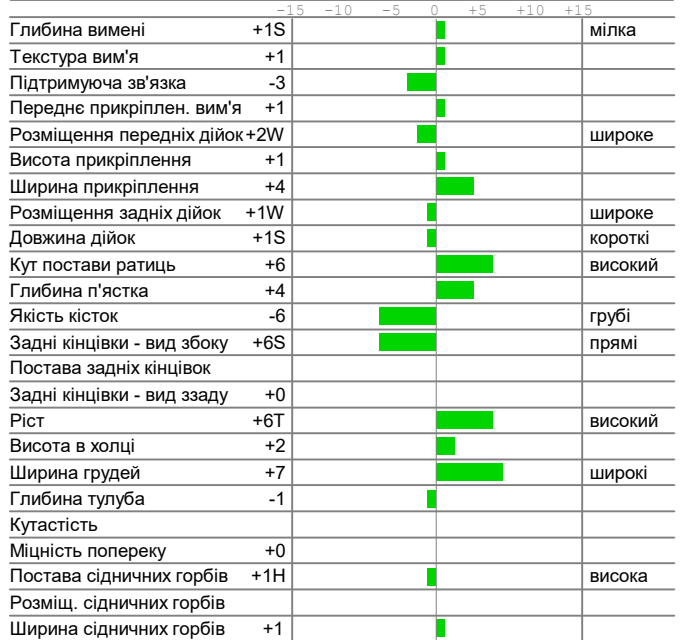 -15 -10 -5 0 +5 +10 +15
Глибина вимені +1S мілка
Текстура вим'я +1
Підтримуюча зв'язка -3
Переднє прикріплен. вим'я +1
Розміщення передніх дійок +2W широке
Висота прикріплення +1
Ширина прикріплення +4
Розміщення задніх дійок +1W широке
Довжина дійок +1S короткі
Кут постави ратиць +6 високий
Глибина п'ястка +4
Якість кісток -6 грубі
Задні кінцівки - вид збоку +6S прямі
Постава задніх кінцівок
Задні кінцівки - вид ззаду +0
Ріст +6T високий
Висота в холці +2
Ширина грудей +7 широкі
Глибина тулуба -1
Кутастість
Міцність попереку +0
Постава сідничних горбів +1H висока
Розміщ. сідничних горбів
Ширина сідничних горбів +1